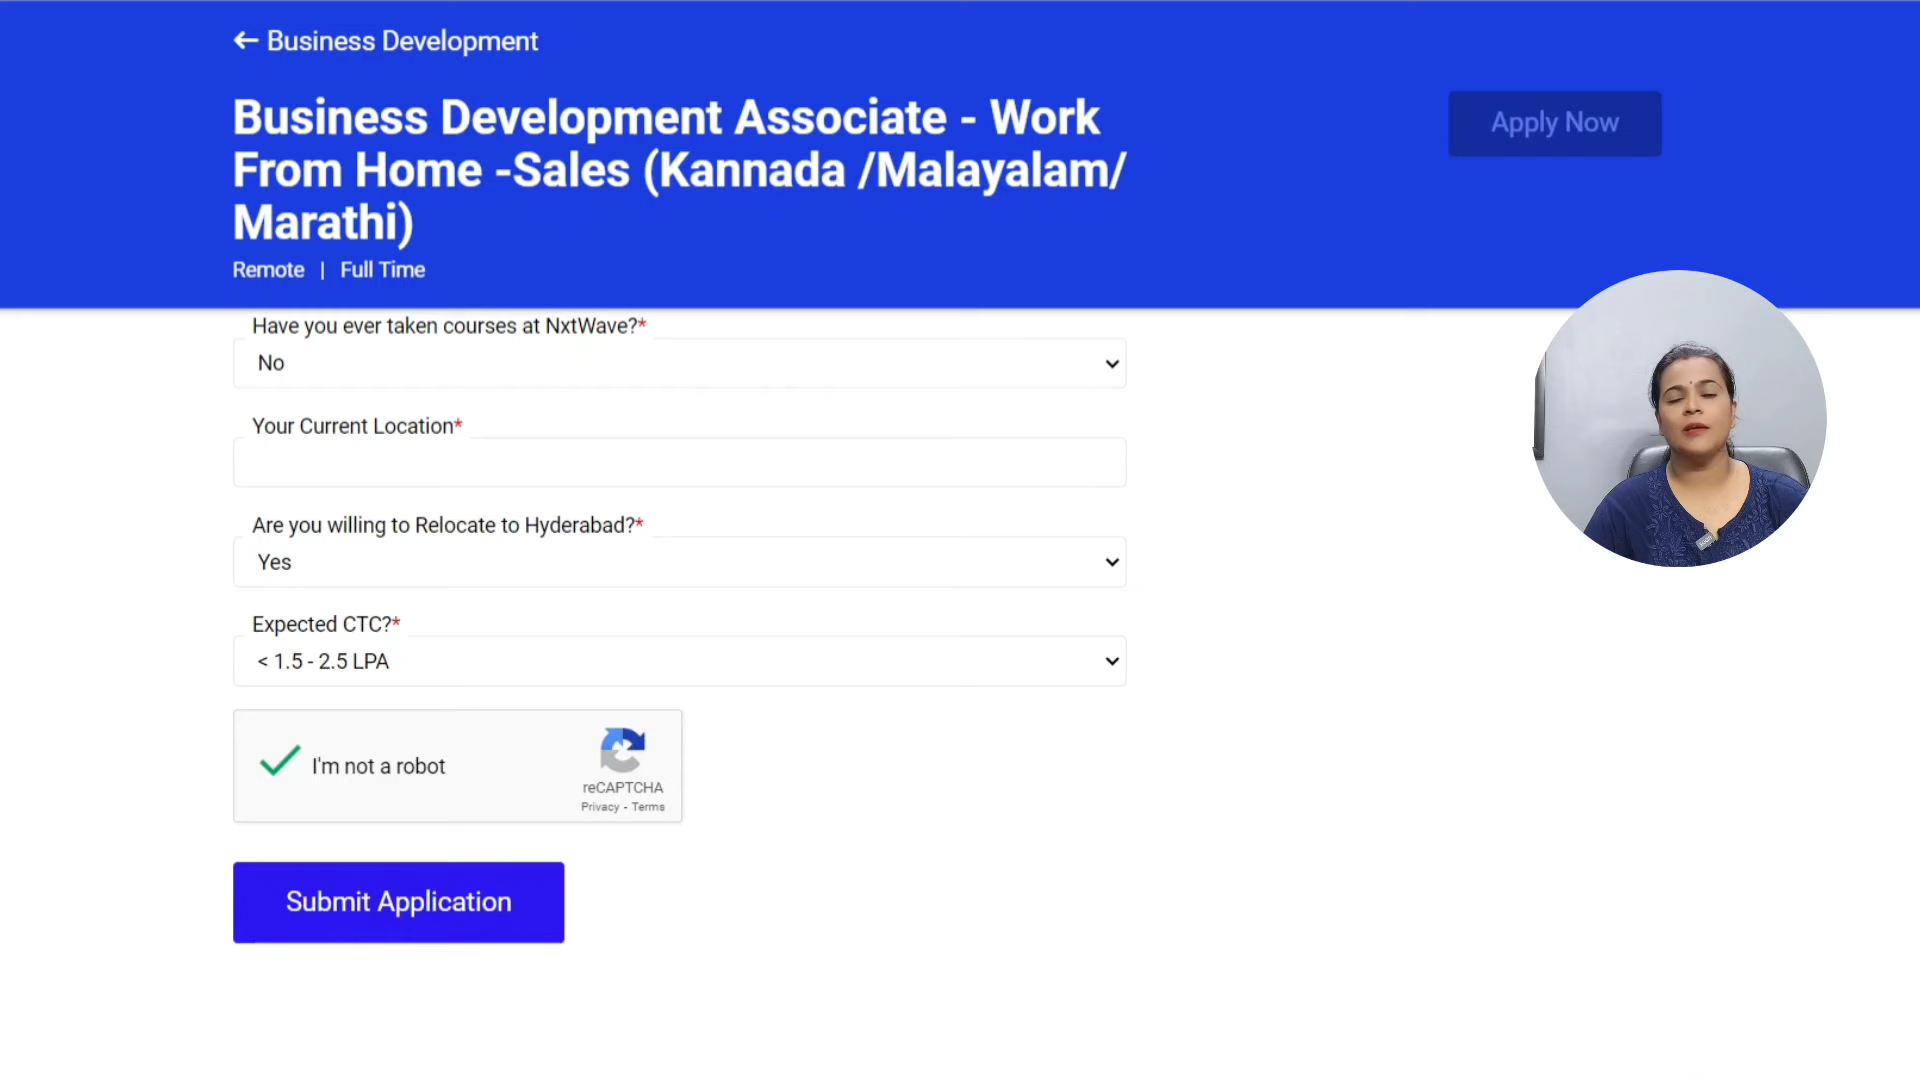 ← Business Development
Business Development Associate - Work
From Home -Sales (Kannada /Malayalam/
Marathi)
Remote | Full Time
Apply Now
Have you ever taken courses at NxtWave?*
No
Your Current Location*
Are you willing to Relocate to Hyderabad?*
Yes
Expected CTC?*
< 1.5 - 2.5 LPA
I'm not a robot
reCAPTCHA
Privacy - Terms
Submit Application